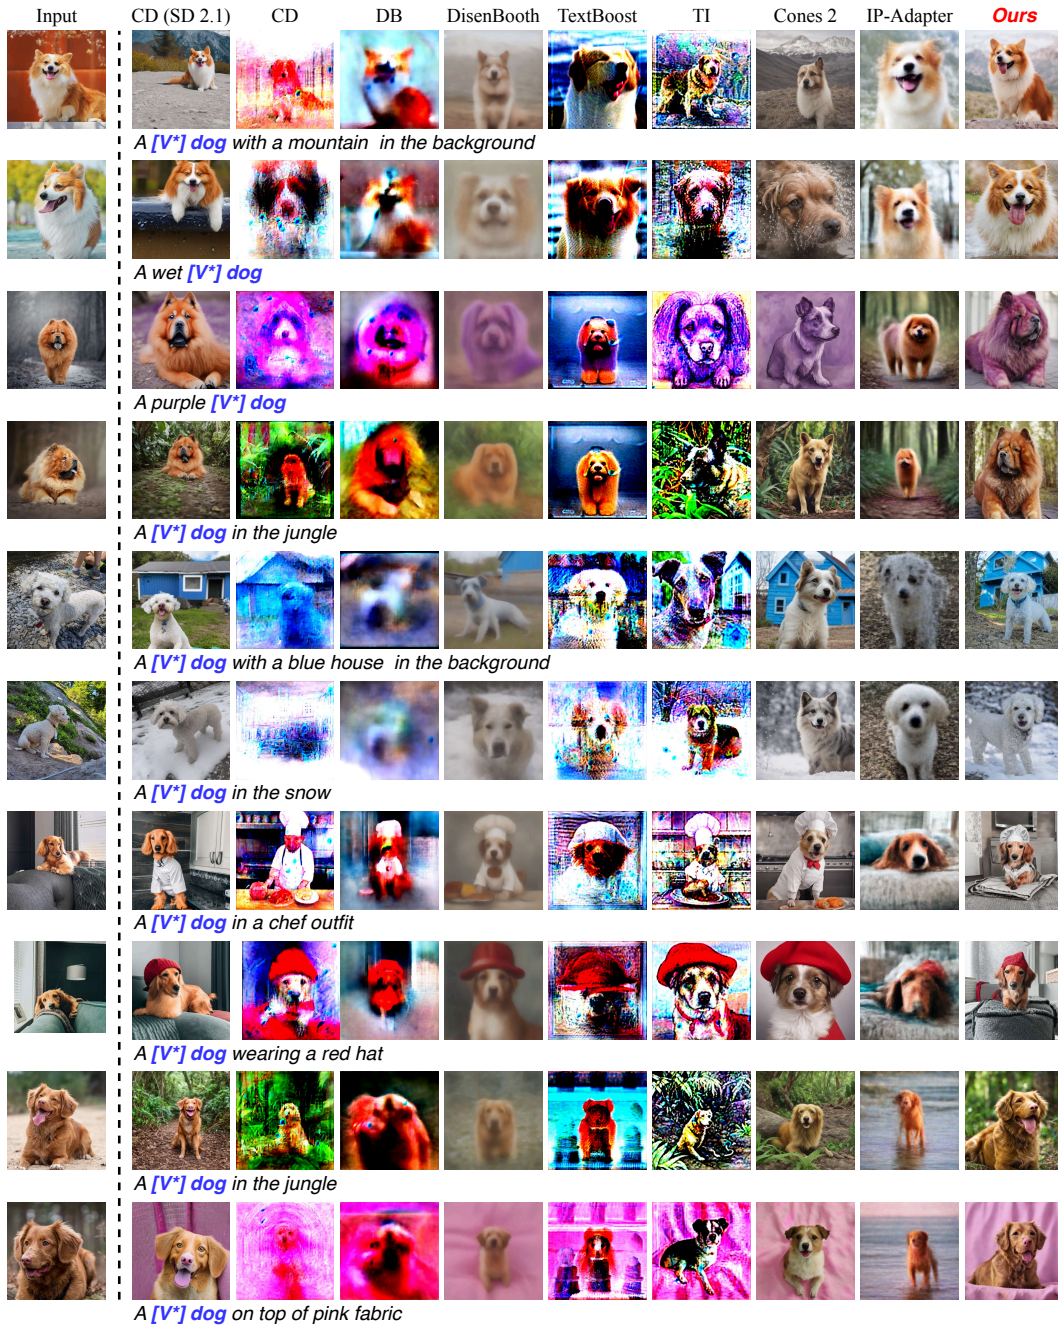 Input CD (SD 2.1) CD DB DisenBooth TextBoost TI Cones 2 IP-Adapter Ours
A [V*] dog with a mountain in the background
A wet [V*] dog
A purple [V*] dog
A [V*] dog in the jungle
A [V*] dog with a blue house in the background
A [V*] dog in the snow
A [V*] dog in a chef outfit
A [V*] dog wearing a red hat
A [V*] dog in the jungle
A [V*] dog on top of pink fabric